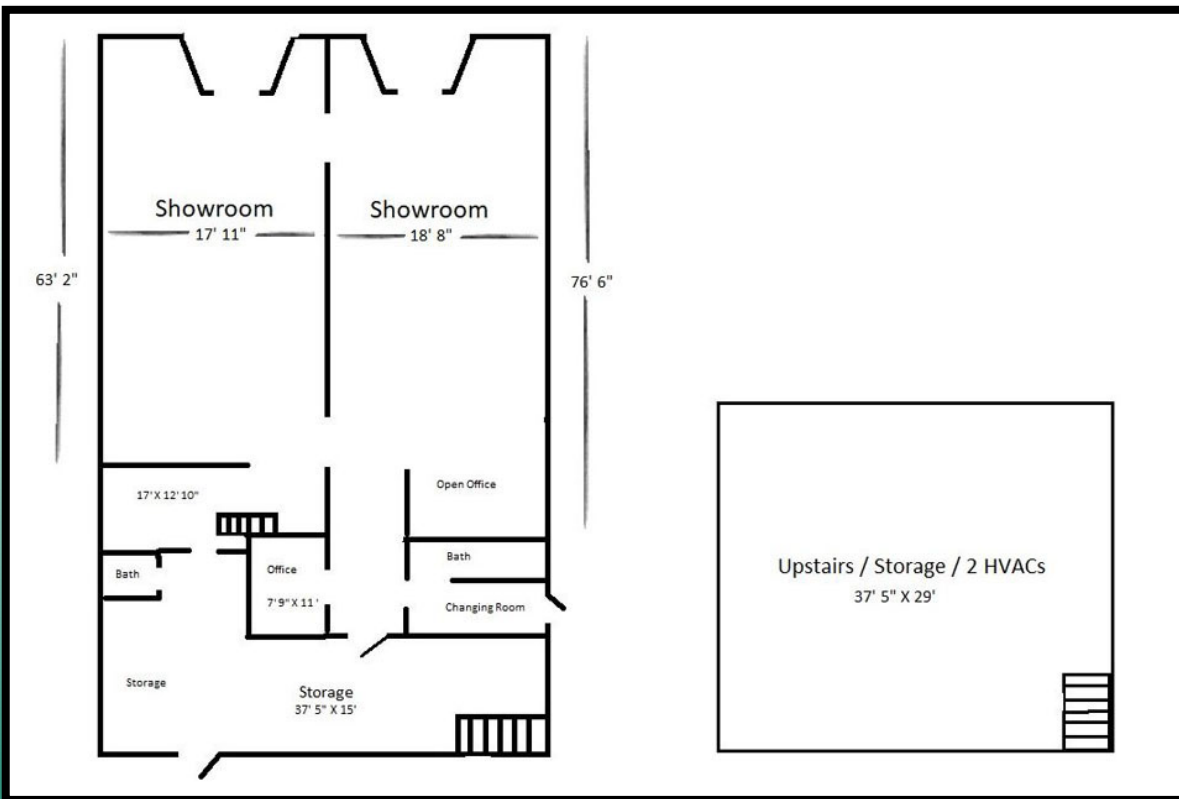 Showroom
17' 11"
Showroom
18' 8"
63' 2"
76' 6"
17' X 12' 10"
Open Office
Bath
Office
7' 9" X 11 '
Bath
Changing Room
Storage
Storage
37' 5" X 15'
Upstairs / Storage / 2 HVACs
37' 5" X 29'